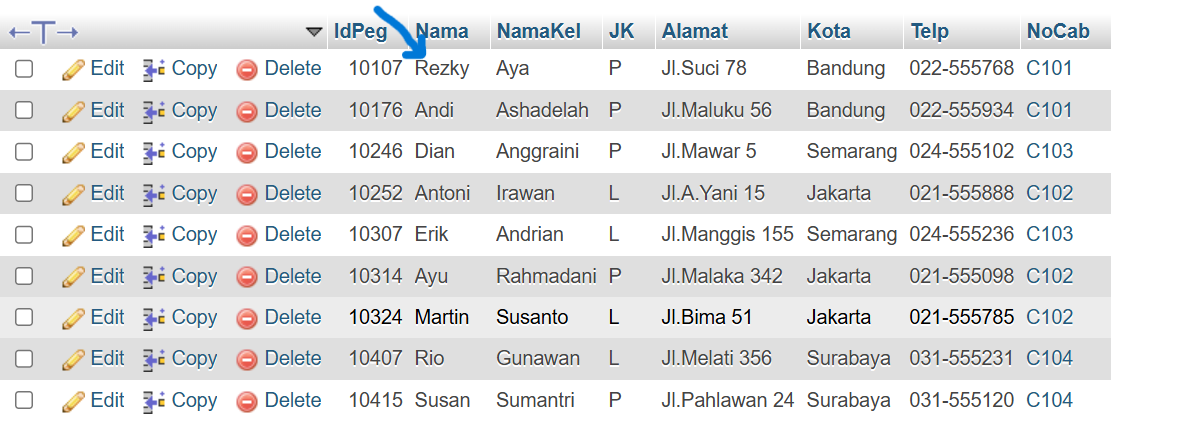 IdPeg Nama NamaKel JK Alamat Kota Telp NoCab
Edit Copy Delete 10107 Rezky Aya P Jl.Suci 78 Bandung 022-555768 C101
Edit Copy Delete 10176 Andi Ashadelah P Jl.Maluku 56 Bandung 022-555934 C101
Edit Copy Delete 10246 Dian Anggraini P Jl.Mawar 5 Semarang 024-555102 C103
Edit Copy Delete 10252 Antoni Irawan L Jl.A.Yani 15 Jakarta 021-555888 C102
Edit Copy Delete 10307 Erik Andrian L Jl.Manggis 155 Semarang 024-555236 C103
Edit Copy Delete 10314 Ayu Rahmadani P Jl.Malaka 342 Jakarta 021-555098 C102
Edit Copy Delete 10324 Martin Susanto L Jl.Bima 51 Jakarta 021-555785 C102
Edit Copy Delete 10407 Rio Gunawan L Jl.Melati 356 Surabaya 031-555231 C104
Edit Copy Delete 10415 Susan Sumantri P Jl.Pahlawan 24 Surabaya 031-555120 C104